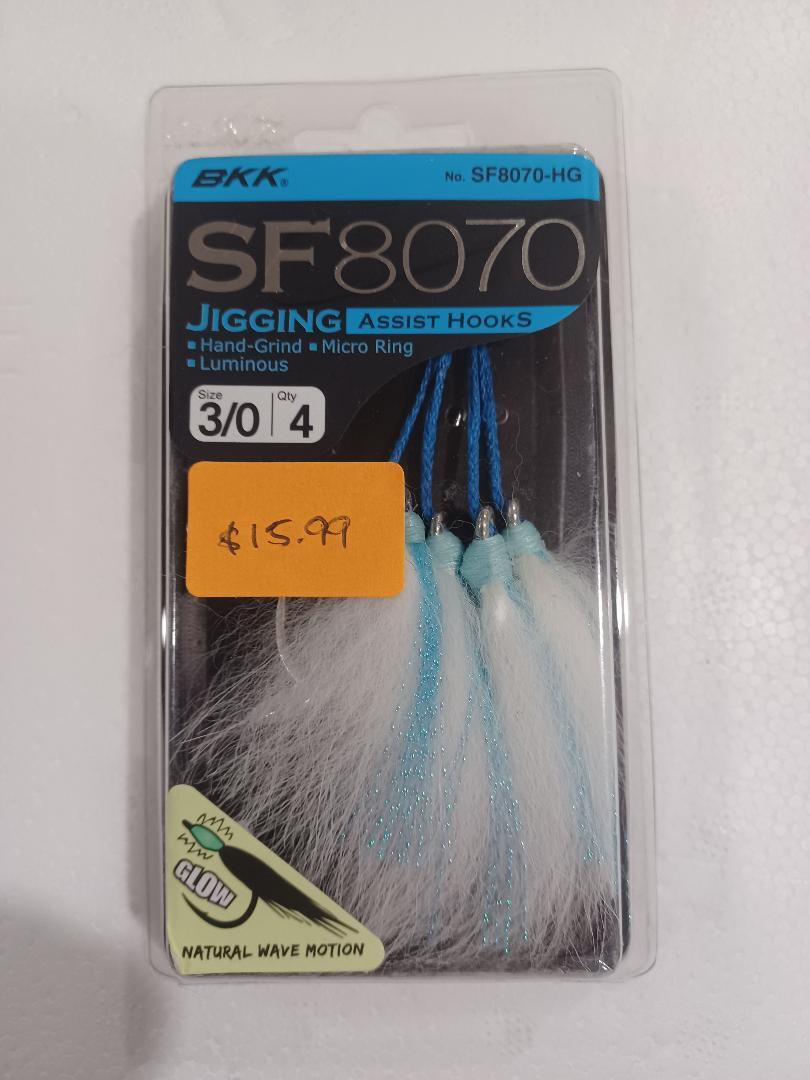 BKK®
No. SF8070-HG
SF8070
JIGGING ASSIST HOOKS
▪ Hand-Grind ▪ Micro Ring
▪ Luminous
Size Qty
3/0 4
$15.99
GLOW
NATURAL WAVE MOTION